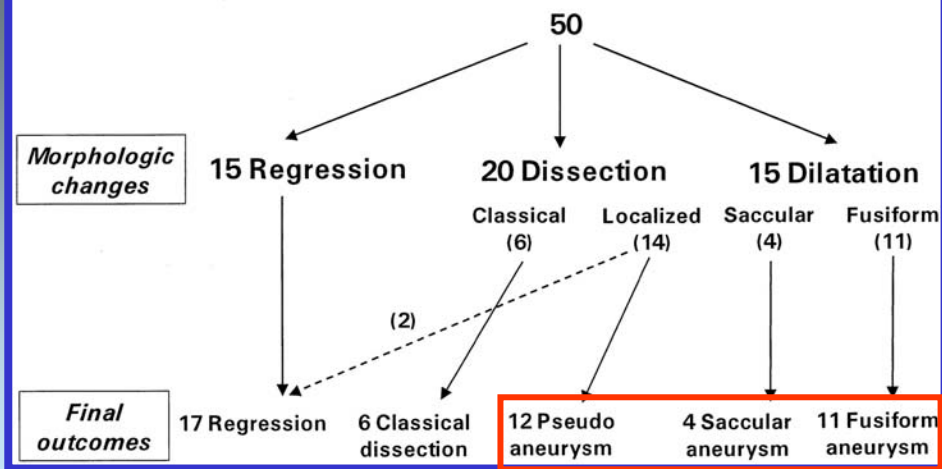 50
Morphologic
changes
15 Regression
20 Dissection
15 Dilatation
Classical
(6)
Localized
(14)
Saccular
(4)
Fusiform
(11)
(2)
Final
outcomes
17 Regression
6 Classical
dissection
12 Pseudo
aneurysm
4 Saccular
aneurysm
11 Fusiform
aneurysm